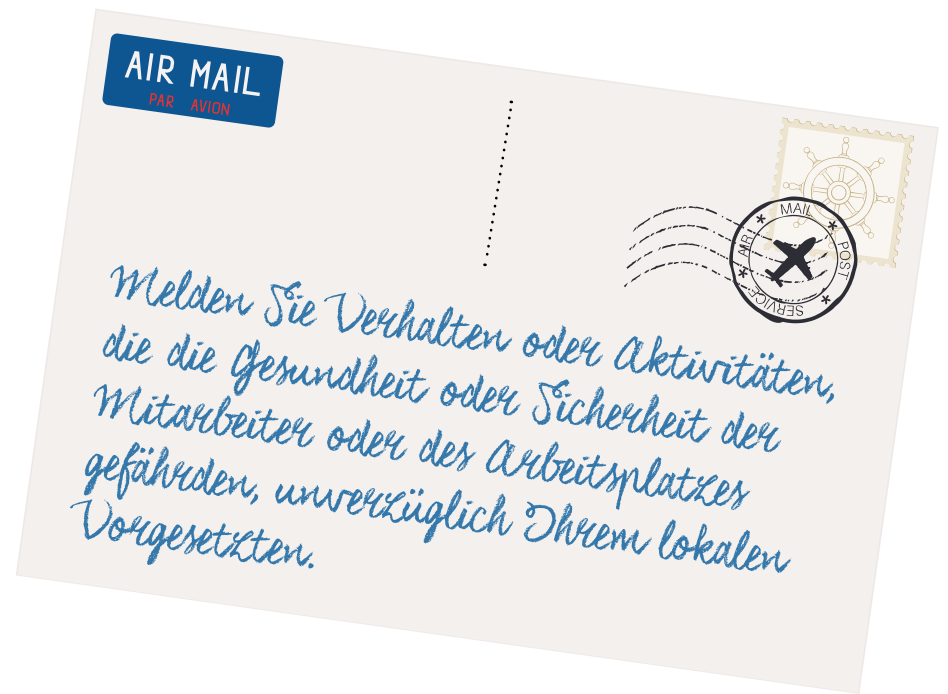 AIR MAIL
PAR AVION
AIR MAIL POST SERVICE
Melden Sie Verhalten oder Aktivitäten,
die die Gesundheit oder Sicherheit der
Mitarbeiter oder des Arbeitsplatzes
gefährden, unverzüglich Ihrem lokalen
Vorgesetzten.